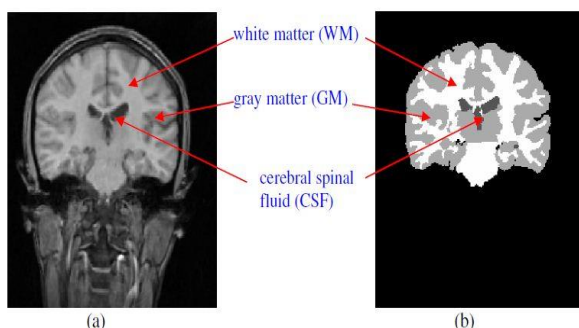 white matter (WM)
gray matter (GM)
cerebral spinal
fluid (CSF)
(a)
(b)